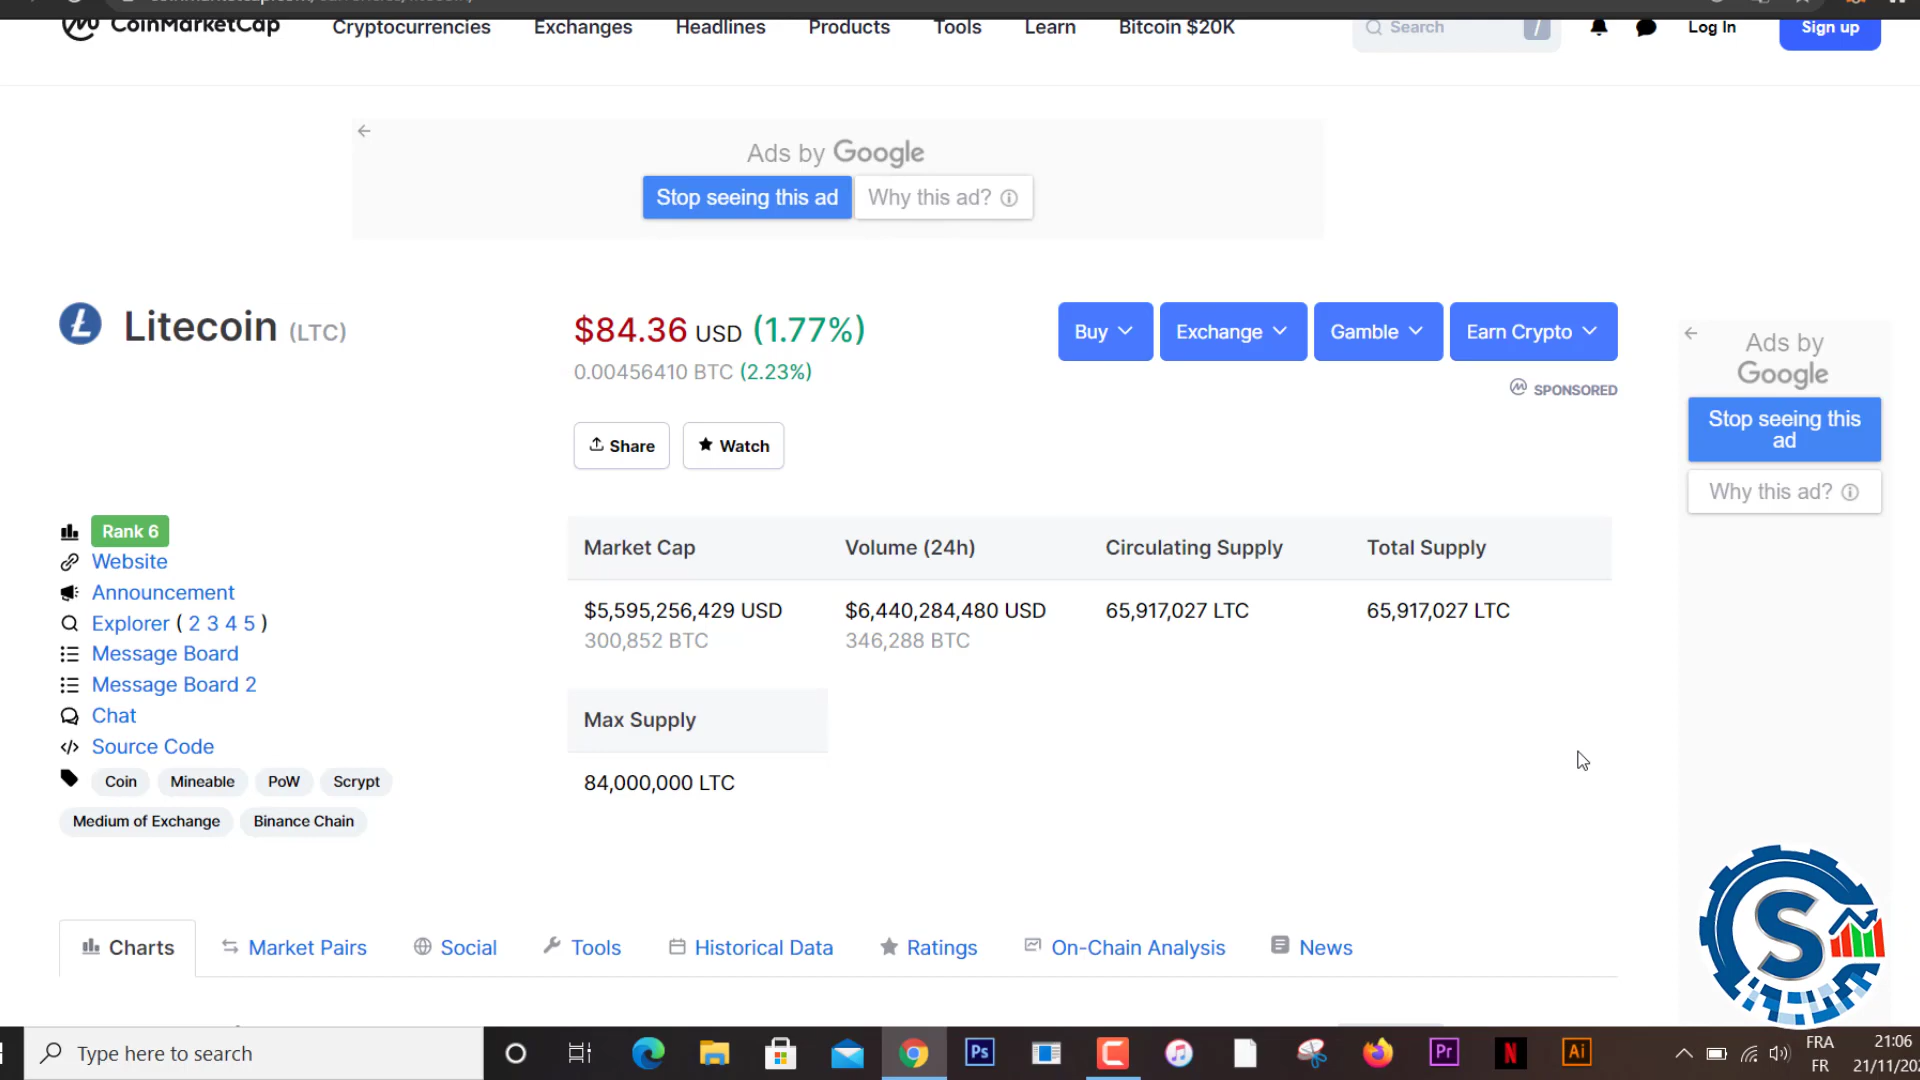 CoinMarketCap
Cryptocurrencies Exchanges Headlines Products Tools Learn Bitcoin $20K Search / Log In Sign up
Ads by Google
Stop seeing this ad Why this ad?
Litecoin (LTC)
$84.36 USD (1.77%)
0.00456410 BTC (2.23%)
Buy Exchange Gamble Earn Crypto
SPONSORED
Share Watch
Ads by
Google
Stop seeing this
ad
Why this ad?
Rank 6
Website
Announcement
Explorer ( 2 3 4 5 )
Message Board
Message Board 2
Chat
Source Code
Coin Mineable PoW Scrypt
Medium of Exchange Binance Chain
Market Cap Volume (24h) Circulating Supply Total Supply
$5,595,256,429 USD $6,440,284,480 USD 65,917,027 LTC 65,917,027 LTC
300,852 BTC 346,288 BTC
Max Supply
84,000,000 LTC
Charts Market Pairs Social Tools Historical Data Ratings On-Chain Analysis News
S
Type here to search
Ps Pr N Ai
FRA
FR
21:06
21/11/20